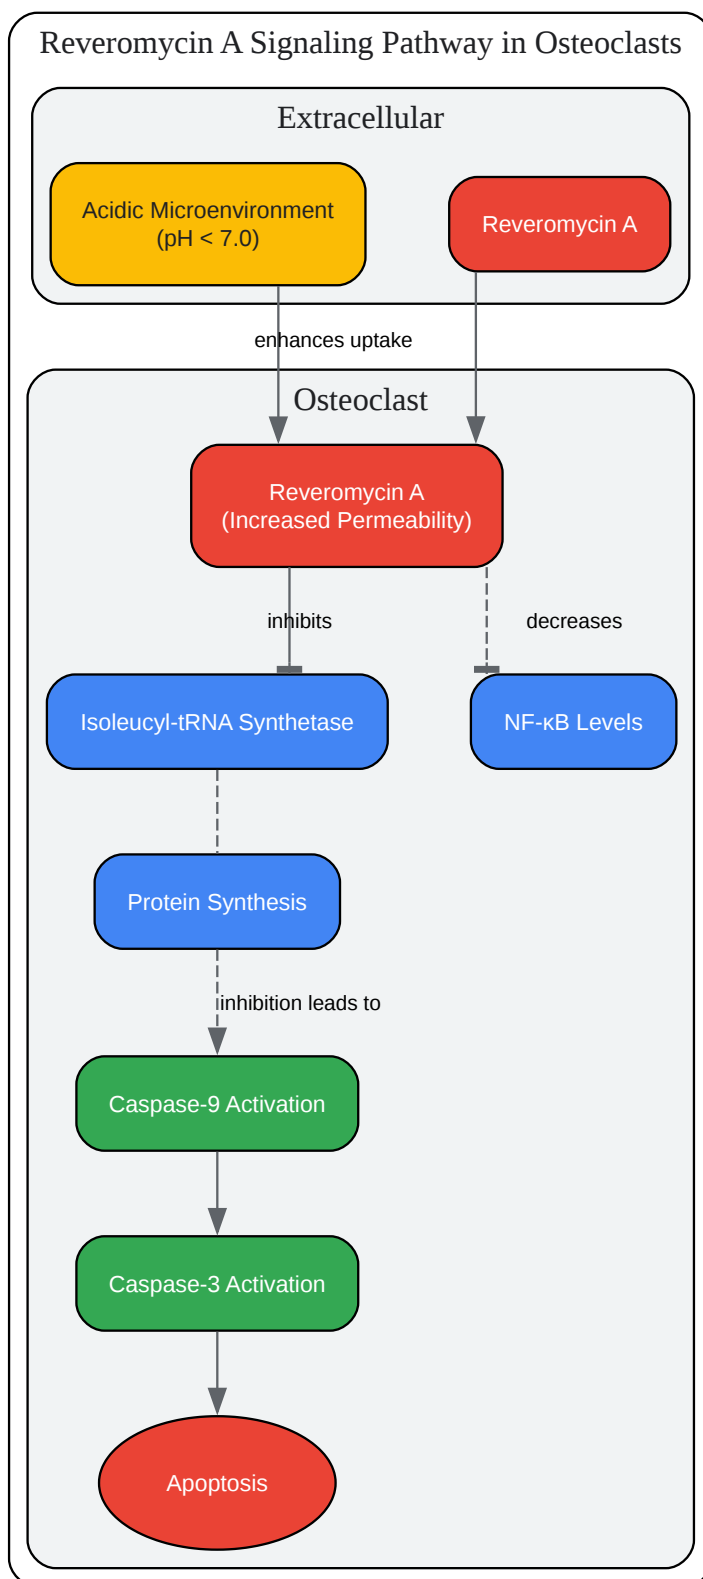 Reveromycin A Signaling Pathway in Osteoclasts
Extracellular
Acidic Microenvironment
(pH < 7.0)
Reveromycin A
enhances uptake
Osteoclast
Reveromycin A
(Increased Permeability)
inhibits
decreases
Isoleucyl-tRNA Synthetase
NF-κB Levels
Protein Synthesis
inhibition leads to
Caspase-9 Activation
Caspase-3 Activation
Apoptosis